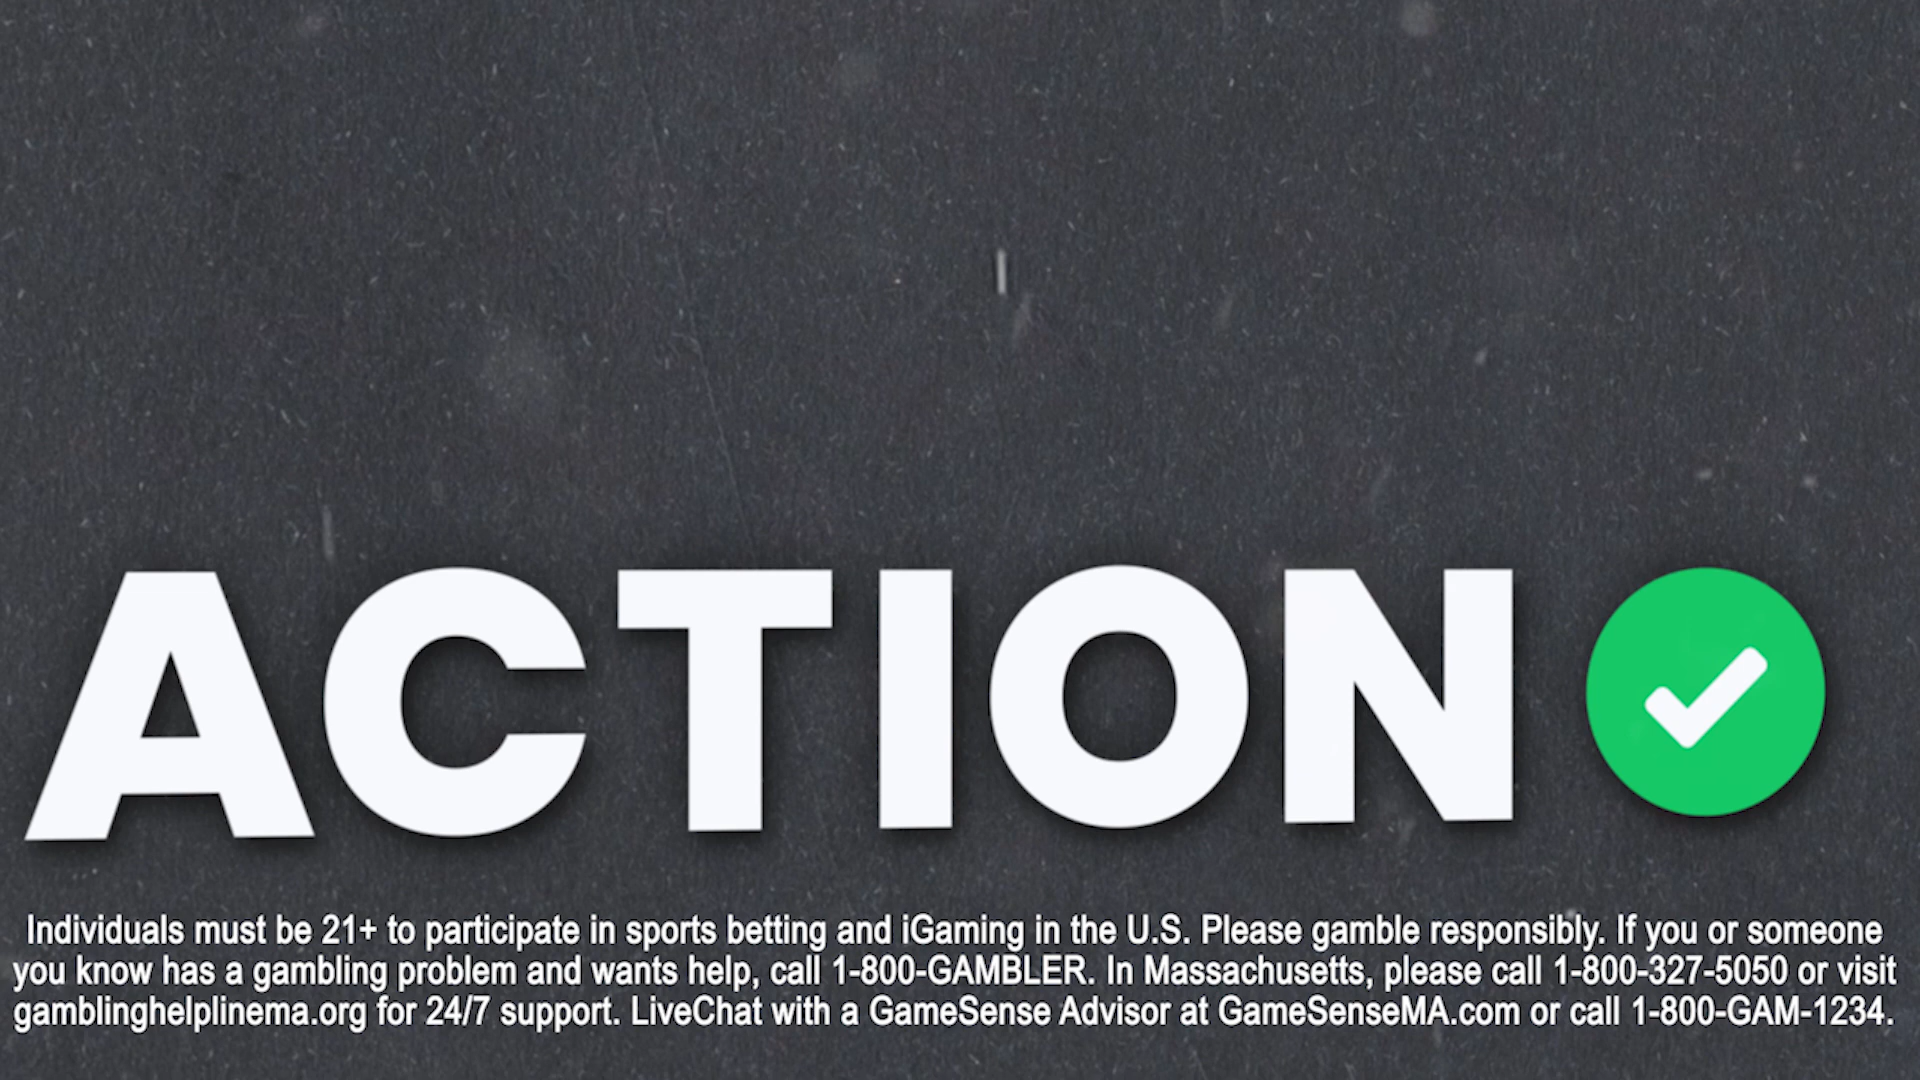 ACTION
Individuals must be 21+ to participate in sports betting and iGaming in the U.S. Please gamble responsibly. If you or someone
you know has a gambling problem and wants help, call 1-800-GAMBLER. In Massachusetts, please call 1-800-327-5050 or visit
gamblinghelplinema.org for 24/7 support. LiveChat with a GameSense Advisor at GameSenseMA.com or call 1-800-GAM-1234.